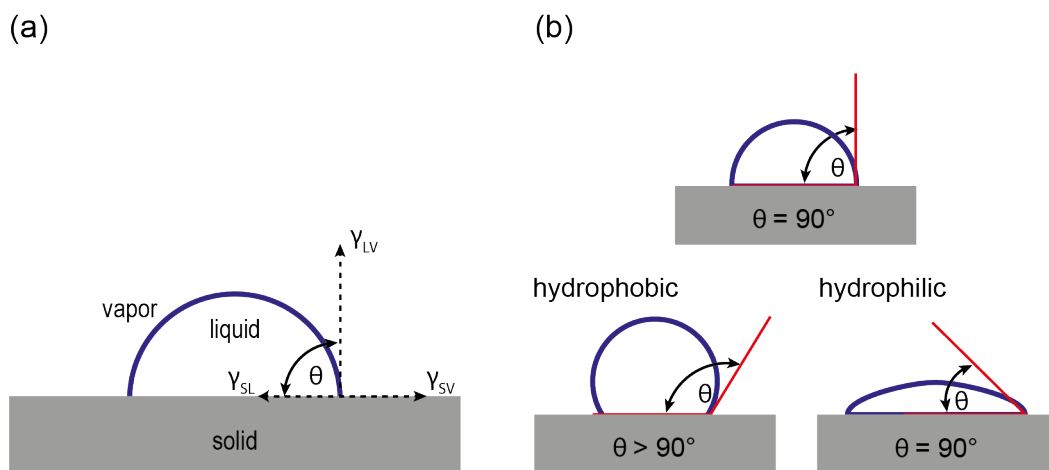 (a)
γLV
vapor
liquid
θ
γSL
γSV
solid
(b)
θ
θ = 90°
hydrophobic
θ
θ > 90°
hydrophilic
θ
θ = 90°